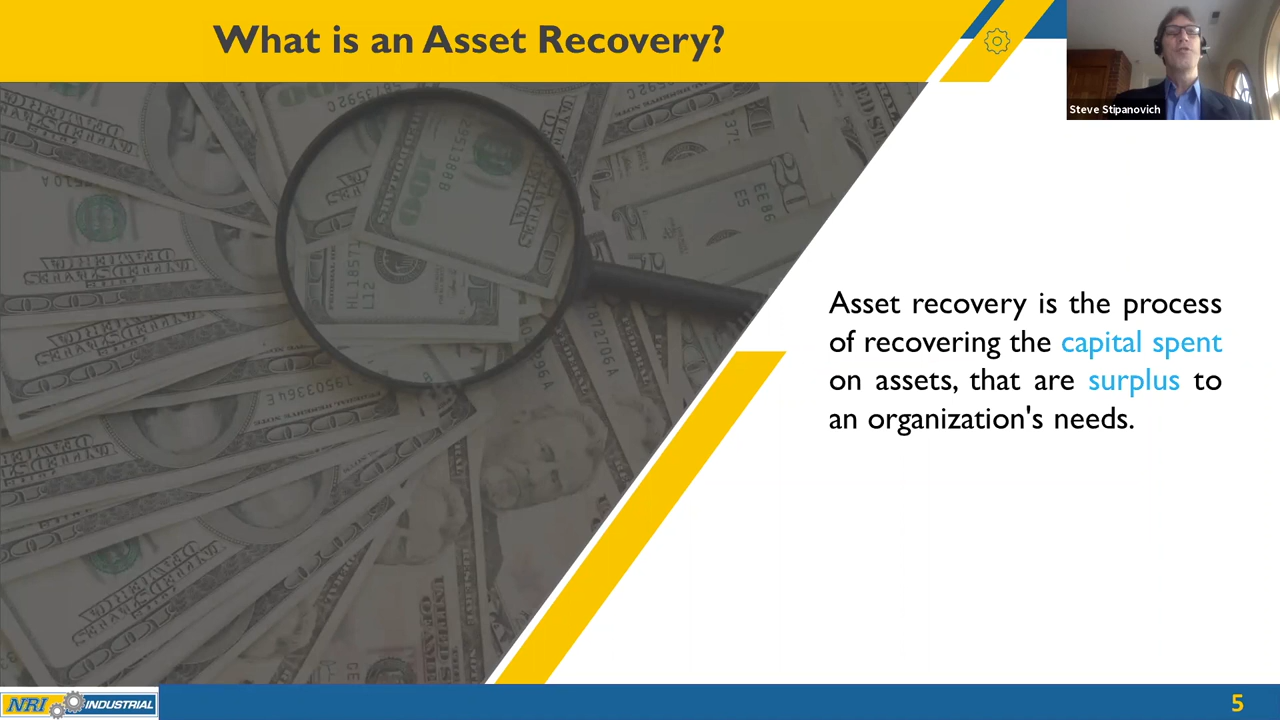 What is an Asset Recovery?
Steve Stipanovich
Asset recovery is the process
of recovering the capital spent
on assets, that are surplus to
an organization's needs.
NRI INDUSTRIAL
5